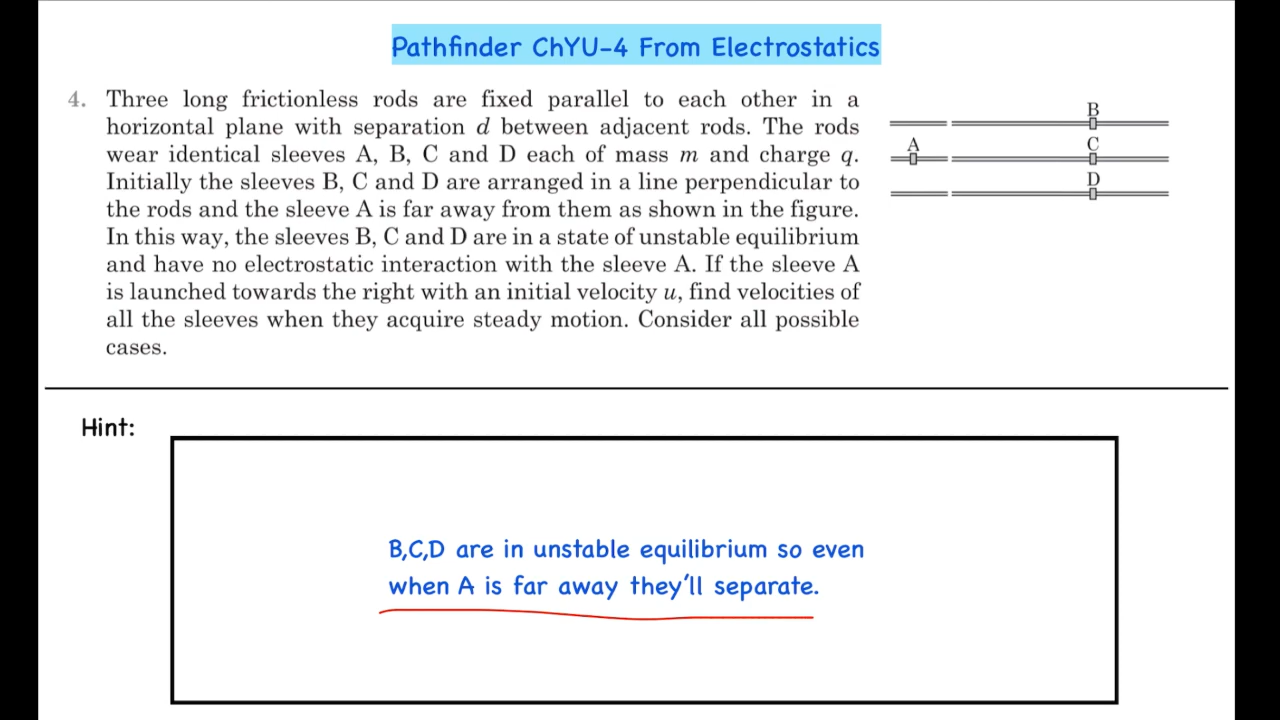 Pathfinder ChYU-4 From Electrostatics
4. Three long frictionless rods are fixed parallel to each other in a
horizontal plane with separation d between adjacent rods. The rods
wear identical sleeves A, B, C and D each of mass m and charge q.
Initially the sleeves B, C and D are arranged in a line perpendicular to
the rods and the sleeve A is far away from them as shown in the figure.
In this way, the sleeves B, C and D are in a state of unstable equilibrium
and have no electrostatic interaction with the sleeve A. If the sleeve A
is launched towards the right with an initial velocity u, find velocities of
all the sleeves when they acquire steady motion. Consider all possible
cases.
B
A
C
D
Hint:
B,C,D are in unstable equilibrium so even
when A is far away they'll separate.